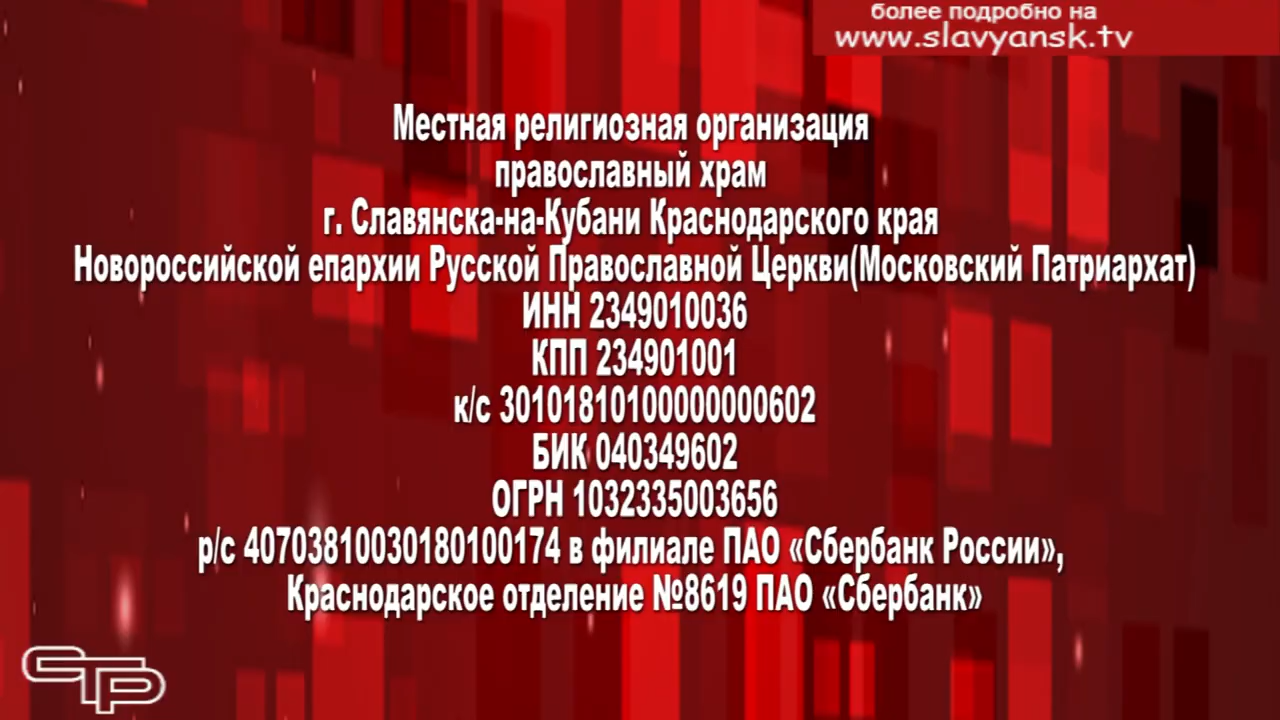 более подробно на
www.slavyansk.tv
Местная религиозная организация
православный храм
г. Славянска-на-Кубани Краснодарского края
Новороссийской епархии Русской Православной Церкви(Московский Патриархат)
ИНН 2349010036
КПП 234901001
к/с 30101810100000000602
БИК 040349602
ОГРН 1032335003656
р/с 40703810030180100174 в филиале ПАО «Сбербанк России»,
Краснодарское отделение №8619 ПАО «Сбербанк»
СТР